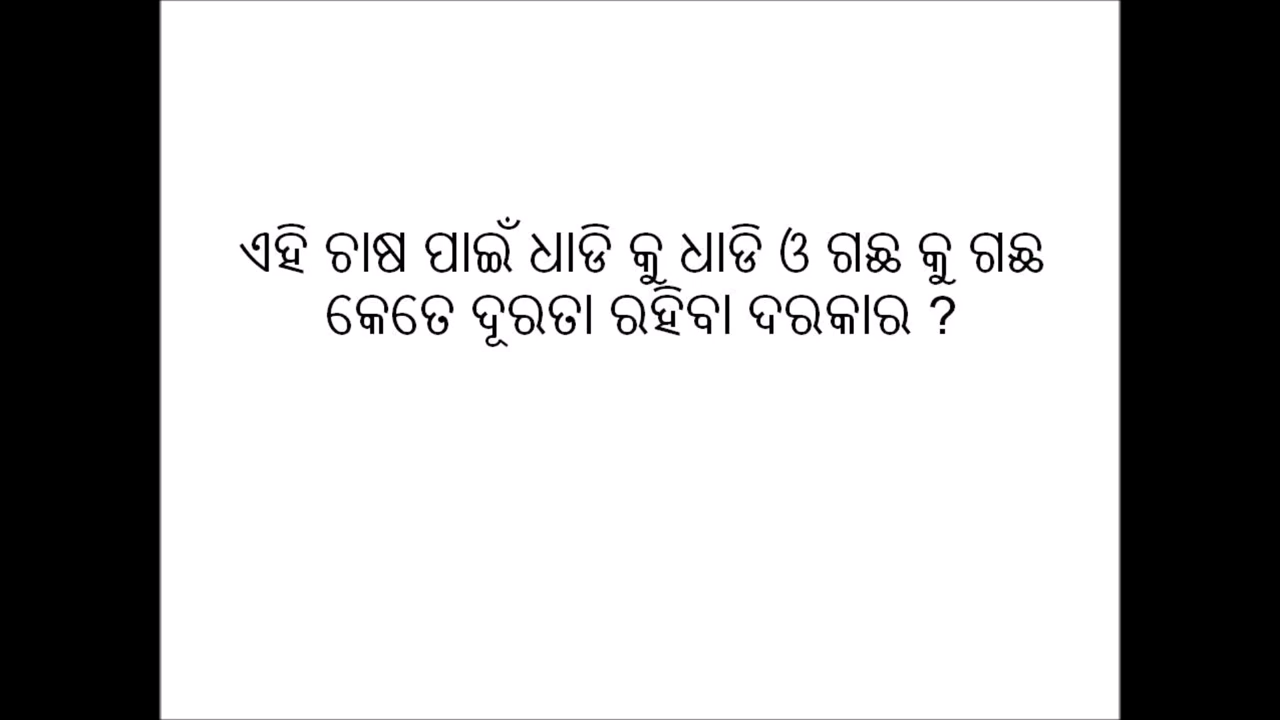 ଏହି ଚାଷ ପାଇଁ ଧାଡି କୁ ଧାଡି ଓ ଗଛ କୁ ଗଛ
କେତେ ଦୂରତା ରହିବା ଦରକାର ?